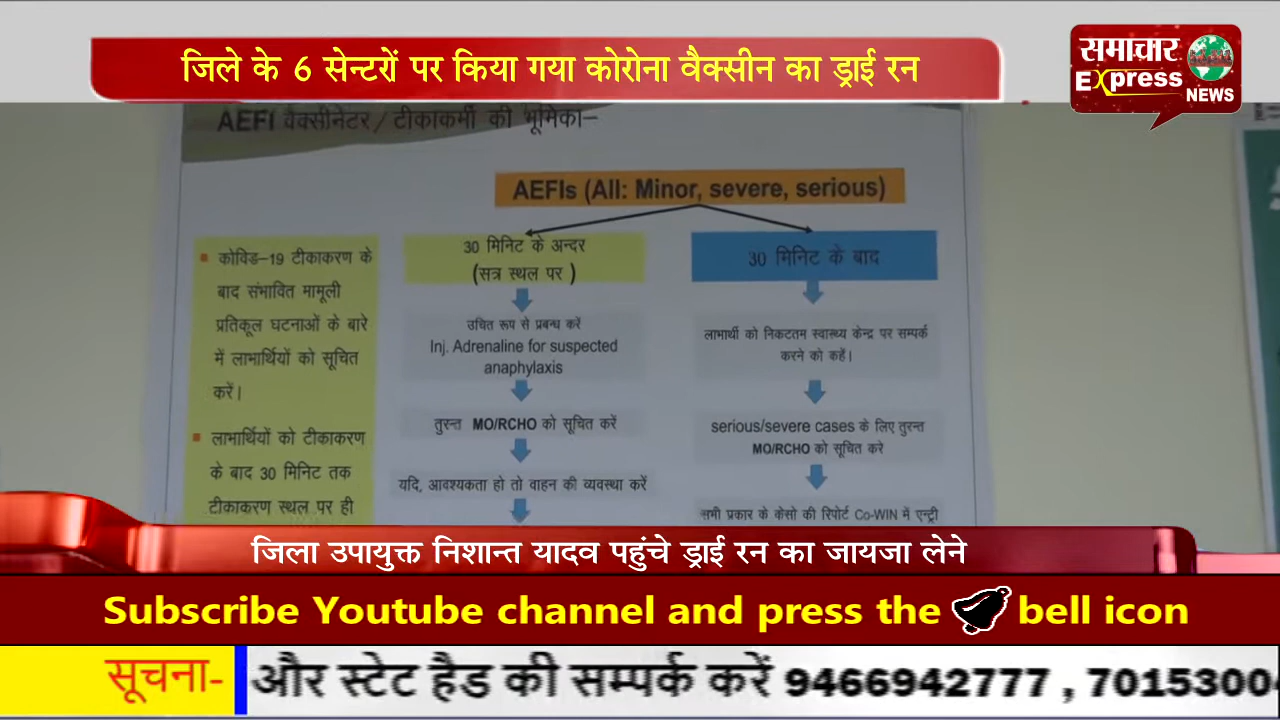 जिले के 6 सेन्टरों पर किया गया कोरोना वैक्सीन का ड्राई रन
समाचार
Express
NEWS
AEFI वैक्सीनेटर / टीकाकर्मी की भूमिका–
AEFIs (All: Minor, severe, serious)
कोविड–19 टीकाकरण के
बाद संभावित मामूली
प्रतिकूल घटनाओं के बारे
में लाभार्थियों को सूचित
करें।
लाभार्थियों को टीकाकरण
के बाद 30 मिनिट तक
टीकाकरण स्थल पर ही
30 मिनिट के अन्दर
(सत्र स्थल पर )
उचित रूप से प्रबन्ध करें
Inj. Adrenaline for suspected
anaphylaxis
तुरन्त MO/RCHO को सूचित करें
यदि, आवश्यकता हो तो वाहन की व्यवस्था करें
30 मिनिट के बाद
लाभार्थी को निकटतम स्वास्थ्य केन्द्र पर सम्पर्क
करने को कहें।
serious/severe cases के लिए तुरन्त
MO/RCHO को सूचित करे
सभी प्रकार के केसो की रिपोर्ट Co-WIN में एन्ट्री
जिला उपायुक्त निशान्त यादव पहुंचे ड्राई रन का जायजा लेने
Subscribe Youtube channel and press the bell icon
सूचना- और स्टेट हैड की सम्पर्क करें 9466942777 , 7015300